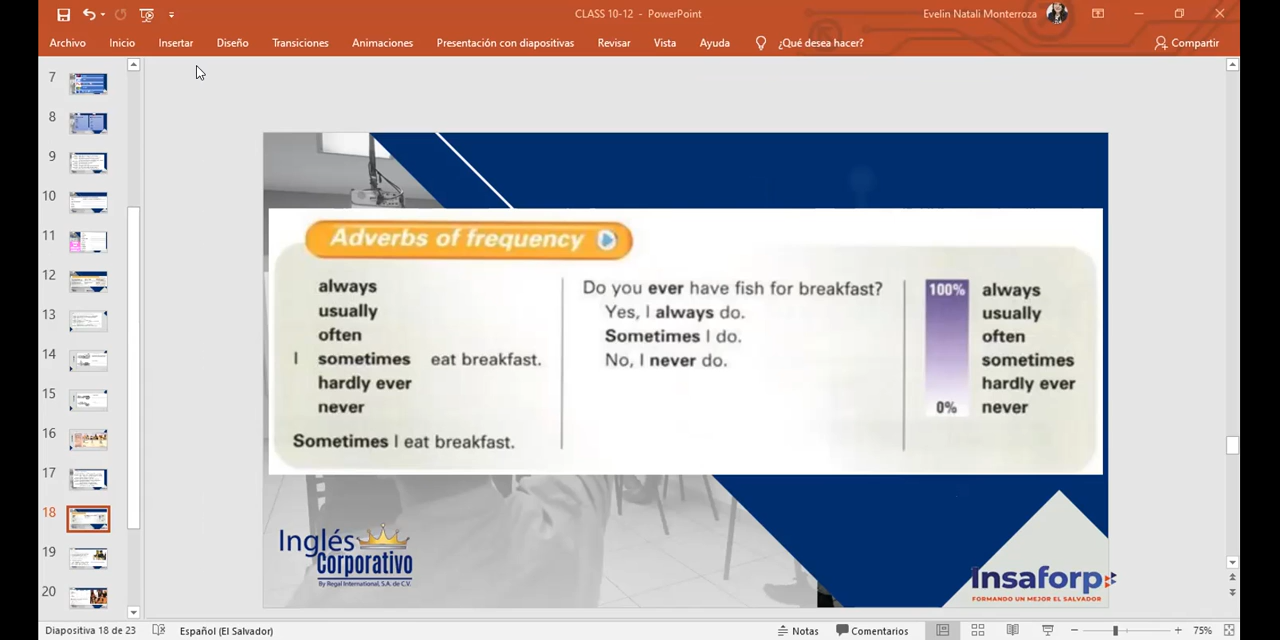 CLASS 10-12 - PowerPoint
Evelin Natali Monterroza
Archivo Inicio Insertar Diseño Transiciones Animaciones Presentación con diapositivas Revisar Vista Ayuda ¿Qué desea hacer? Compartir
7
8
9
10
11
12
13
14
15
16
17
18
19
20
Adverbs of frequency
always
usually
often
I sometimes eat breakfast.
hardly ever
never
Sometimes I eat breakfast.
Do you ever have fish for breakfast?
Yes, I always do.
Sometimes I do.
No, I never do.
100% always
usually
often
sometimes
hardly ever
0% never
Inglés
Corporativo
By Regal International, S.A. de C.V.
Insaforp
FORMANDO UN MEJOR EL SALVADOR
Diapositiva 18 de 23 Español (El Salvador) Notas Comentarios 75%